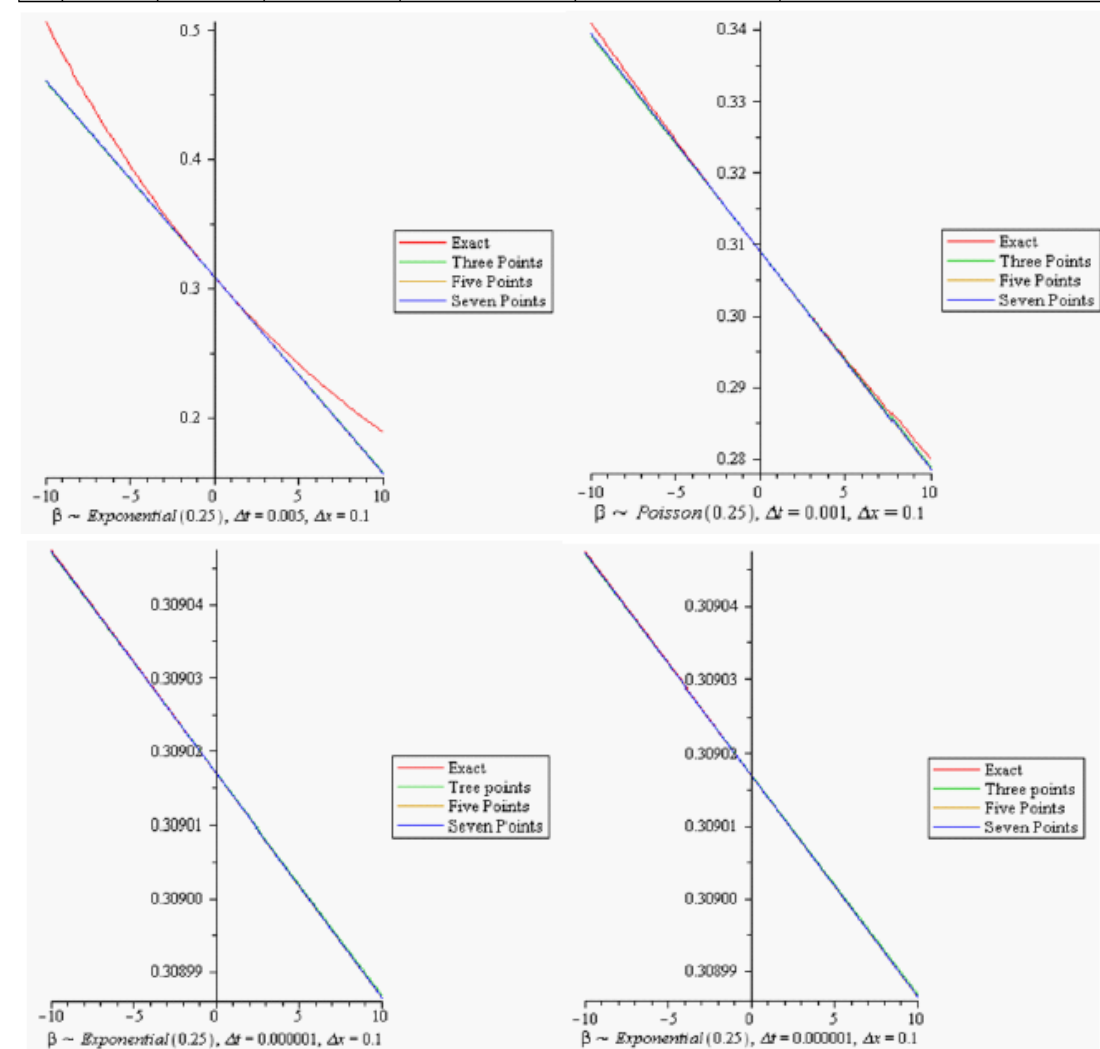 0.5
0.4
0.3
0.2
Exact
Three Points
Five Points
Seven Points
−10 −5 0 5 10
β ~ Exponential(0.25), Δt = 0.005, Δx = 0.1
0.34
0.33
0.32
0.31
0.30
0.29
0.28
Exact
Three Points
Five Points
Seven Points
−10 −5 0 5 10
β ~ Poisson(0.25), Δt = 0.001, Δx = 0.1
0.30904
0.30903
0.30902
0.30901
0.30900
0.30899
Exact
Tree points
Five Points
Seven Points
−10 −5 0 5 10
β ~ Exponential(0.25), Δt = 0.000001, Δx = 0.1
0.30904
0.30903
0.30902
0.30901
0.30900
0.30899
Exact
Three points
Five Points
Seven Points
−10 −5 0 5 10
β ~ Exponential(0.25), Δt = 0.000001, Δx = 0.1